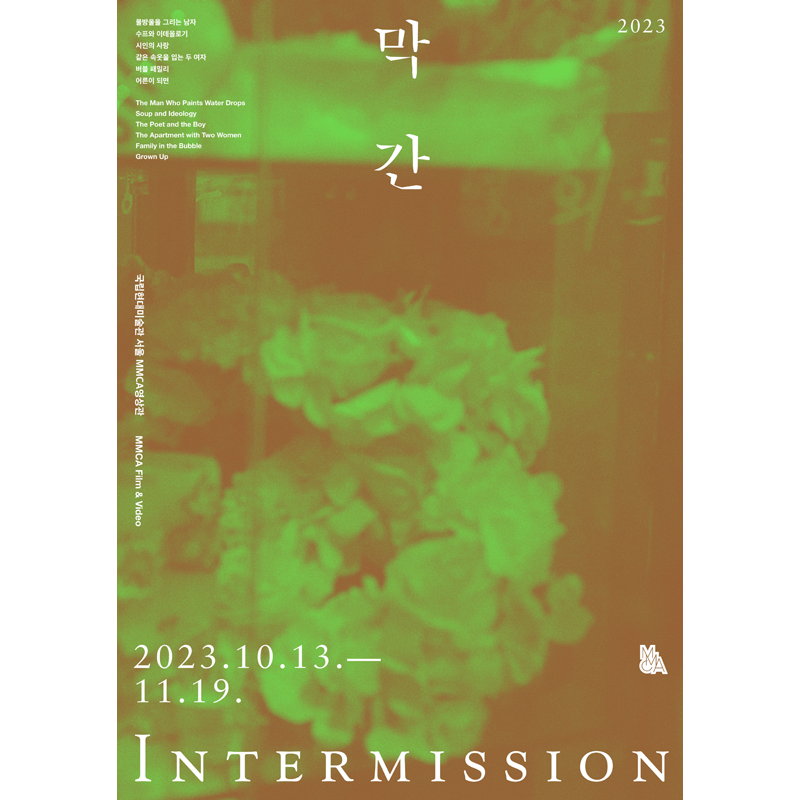 물방울을 그리는 남자
수프와 이데올로기
시인의 사랑
같은 속옷을 입는 두 여자
버블 패밀리
어른이 되면
The Man Who Paints Water Drops
Soup and Ideology
The Poet and the Boy
The Apartment with Two Women
Family in the Bubble
Grown Up
막
간
2023
국립현대미술관 서울 MMCA영상관
MMCA Film & Video
2023.10.13.—
11.19.
MMCA
INTERMISSION